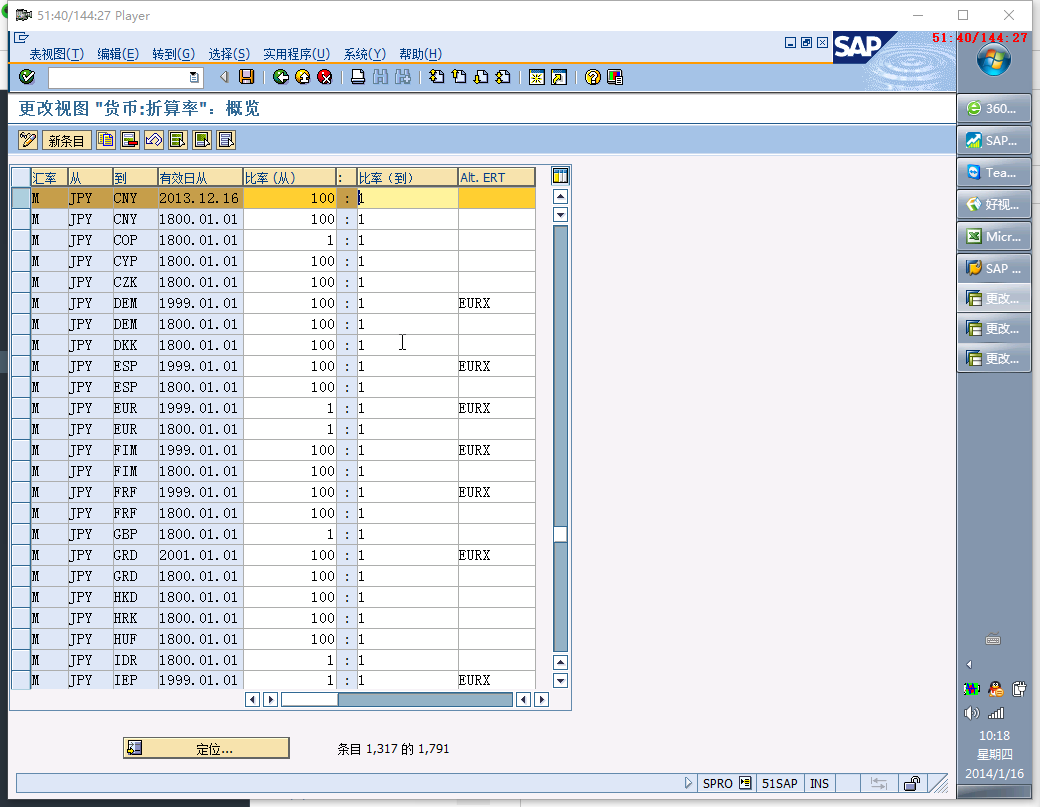 51:40/144:27 Player
51:40/144:27
表视图(T) 编辑(E) 转到(G) 选择(S) 实用程序(U) 系统(Y) 帮助(H)
SAP
更改视图 "货币:折算率": 概览
新条目
汇率 从 到 有效日从 比率（从） : 比率（到） Alt. ERT
M JPY CNY 2013.12.16 100 : 1
M JPY CNY 1800.01.01 100 : 1
M JPY COP 1800.01.01 1 : 1
M JPY CYP 1800.01.01 100 : 1
M JPY CZK 1800.01.01 100 : 1
M JPY DEM 1999.01.01 100 : 1 EURX
M JPY DEM 1800.01.01 100 : 1
M JPY DKK 1800.01.01 100 : 1
M JPY ESP 1999.01.01 100 : 1 EURX
M JPY ESP 1800.01.01 100 : 1
M JPY EUR 1999.01.01 1 : 1 EURX
M JPY EUR 1800.01.01 1 : 1
M JPY FIM 1999.01.01 100 : 1 EURX
M JPY FIM 1800.01.01 100 : 1
M JPY FRF 1999.01.01 100 : 1 EURX
M JPY FRF 1800.01.01 100 : 1
M JPY GBP 1800.01.01 1 : 1
M JPY GRD 2001.01.01 100 : 1 EURX
M JPY GRD 1800.01.01 100 : 1
M JPY HKD 1800.01.01 100 : 1
M JPY HRK 1800.01.01 100 : 1
M JPY HUF 1800.01.01 100 : 1
M JPY IDR 1800.01.01 1 : 1
M JPY IEP 1999.01.01 1 : 1 EURX
定位... 条目 1,317 的 1,791
SPRO 51SAP INS
360...
SAP...
Tea...
好视...
Micr...
SAP ...
更改...
更改...
更改...
10:18
星期四
2014/1/16